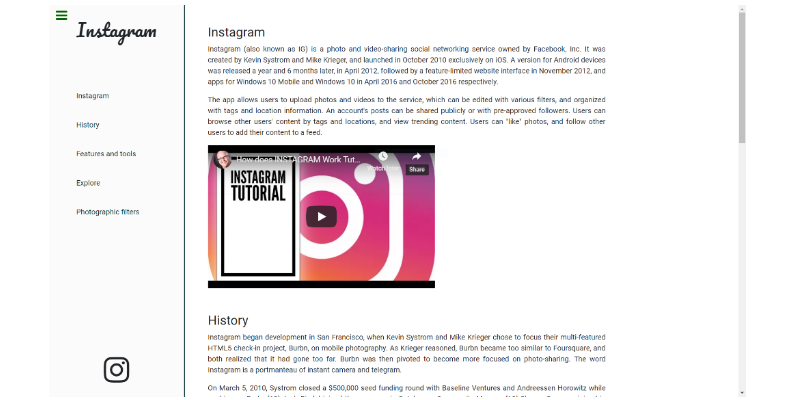 Instagram
Instagram
History
Features and tools
Explore
Photographic filters
Instagram
Instagram (also known as IG) is a photo and video-sharing social networking service owned by Facebook, Inc. It was
created by Kevin Systrom and Mike Krieger, and launched in October 2010 exclusively on iOS. A version for Android devices
was released a year and 6 months later, in April 2012, followed by a feature-limited website interface in November 2012, and
apps for Windows 10 Mobile and Windows 10 in April 2016 and October 2016 respectively.
The app allows users to upload photos and videos to the service, which can be edited with various filters, and organized
with tags and location information. An account's posts can be shared publicly or with pre-approved followers. Users can
browse other users' content by tags and locations, and view trending content. Users can "like" photos, and follow other
users to add their content to a feed.
How does INSTAGRAM Work Tut...
Share
INSTAGRAM
TUTORIAL
History
Instagram began development in San Francisco, when Kevin Systrom and Mike Krieger chose to focus their multi-featured
HTML5 check-in project, Burbn, on mobile photography. As Krieger reasoned, Burbn became too similar to Foursquare, and
both realized that it had gone too far. Burbn was then pivoted to become more focused on photo-sharing. The word
Instagram is a portmanteau of instant camera and telegram.
On March 5, 2010, Systrom closed a $500,000 seed funding round with Baseline Ventures and Andreessen Horowitz while